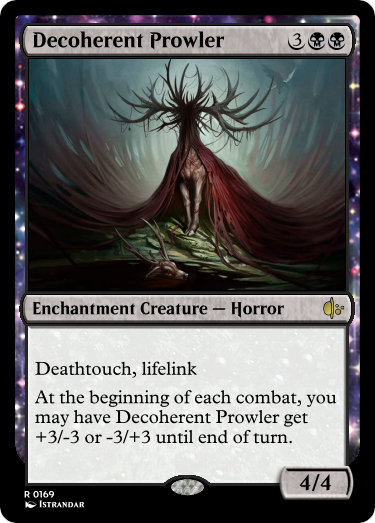 Decoherent Prowler 3
Enchantment Creature — Horror
Deathtouch, lifelink
At the beginning of each combat, you
may have Decoherent Prowler get
+3/-3 or -3/+3 until end of turn.
4/4
R 0169
Istrandar